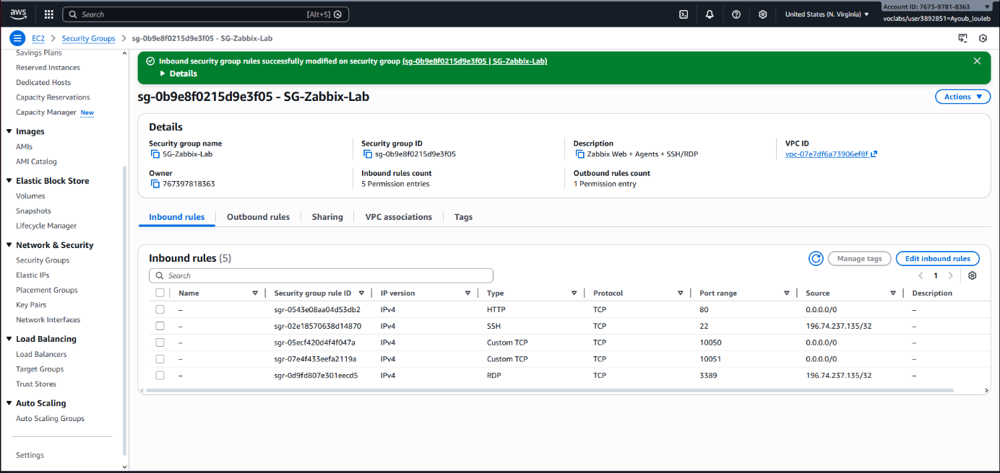 aws
Search [Alt+S]
United States (N. Virginia)
Account ID: 7673-9781-8363
voclabs/user3892851=Ayoub_louleb
EC2 Security Groups sg-0b9e8f0215d9e3f05 - SG-Zabbix-Lab
Savings Plans
Reserved Instances
Dedicated Hosts
Capacity Reservations
Capacity Manager New
Images
AMIs
AMI Catalog
Elastic Block Store
Volumes
Snapshots
Lifecycle Manager
Network & Security
Security Groups
Elastic IPs
Placement Groups
Key Pairs
Network Interfaces
Load Balancing
Load Balancers
Target Groups
Trust Stores
Auto Scaling
Auto Scaling Groups
Settings
Inbound security group rules successfully modified on security group (sg-0b9e8f0215d9e3f05 | SG-Zabbix-Lab)
Details
sg-0b9e8f0215d9e3f05 - SG-Zabbix-Lab
Actions
Details
Security group name
SG-Zabbix-Lab
Security group ID
sg-0b9e8f0215d9e3f05
Description
Zabbix Web + Agents + SSH/RDP
VPC ID
vpc-07e7df6a73906ef8f
Owner
767397818363
Inbound rules count
5 Permission entries
Outbound rules count
1 Permission entry
Inbound rules Outbound rules Sharing VPC associations Tags
Inbound rules (5)
Manage tags Edit inbound rules
Search
1
Name Security group rule ID IP version Type Protocol Port range Source Description
– sgr-0543e08aa04d53db2 IPv4 HTTP TCP 80 0.0.0.0/0 –
– sgr-02e18570638d14870 IPv4 SSH TCP 22 196.74.237.135/32 –
– sgr-05ecf420d4f4f047a IPv4 Custom TCP TCP 10050 0.0.0.0/0 –
– sgr-07e4f433eefa2119a IPv4 Custom TCP TCP 10051 0.0.0.0/0 –
– sgr-0d9fd807e301eecd5 IPv4 RDP TCP 3389 196.74.237.135/32 –